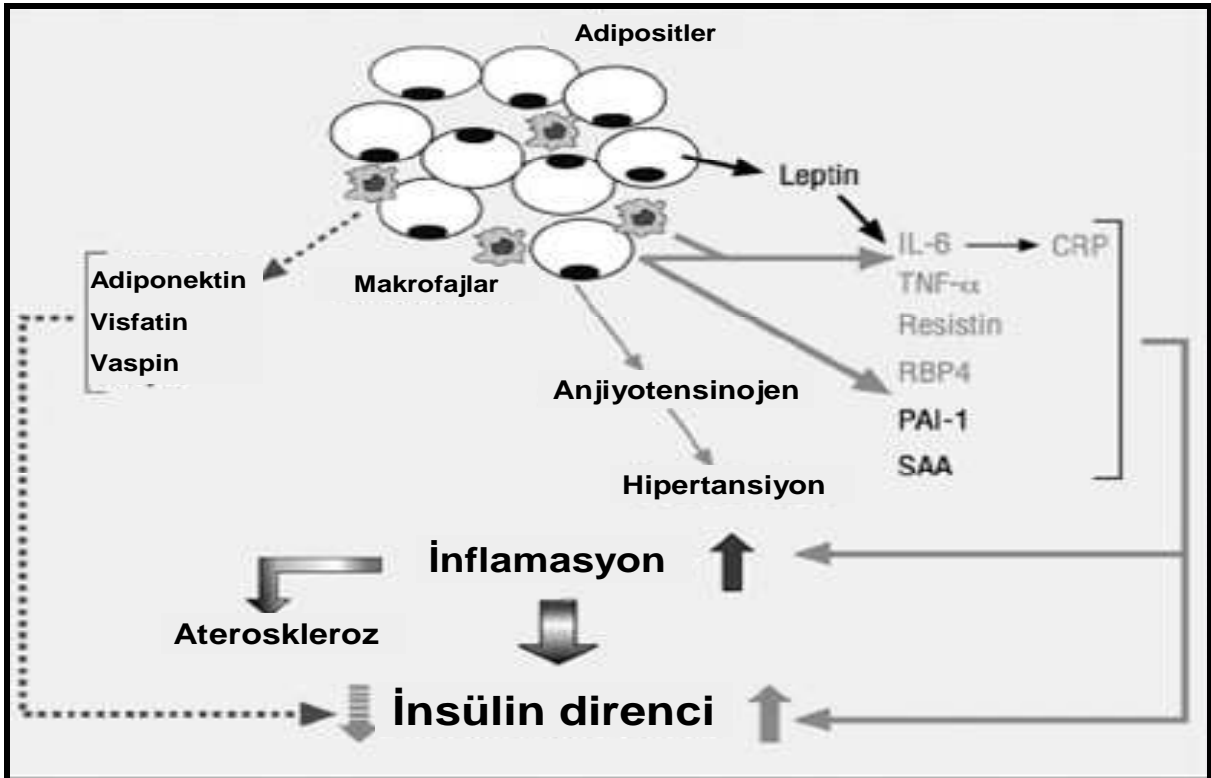 Adipositler
Leptin
IL-6
CRP
TNF-α
Resistin
RBP4
PAI-1
SAA
Adiponektin
Visfatin
Vaspin
Makrofajlar
Anjiyotensinojen
Hipertansiyon
İnflamasyon
Ateroskleroz
İnsülin direnci